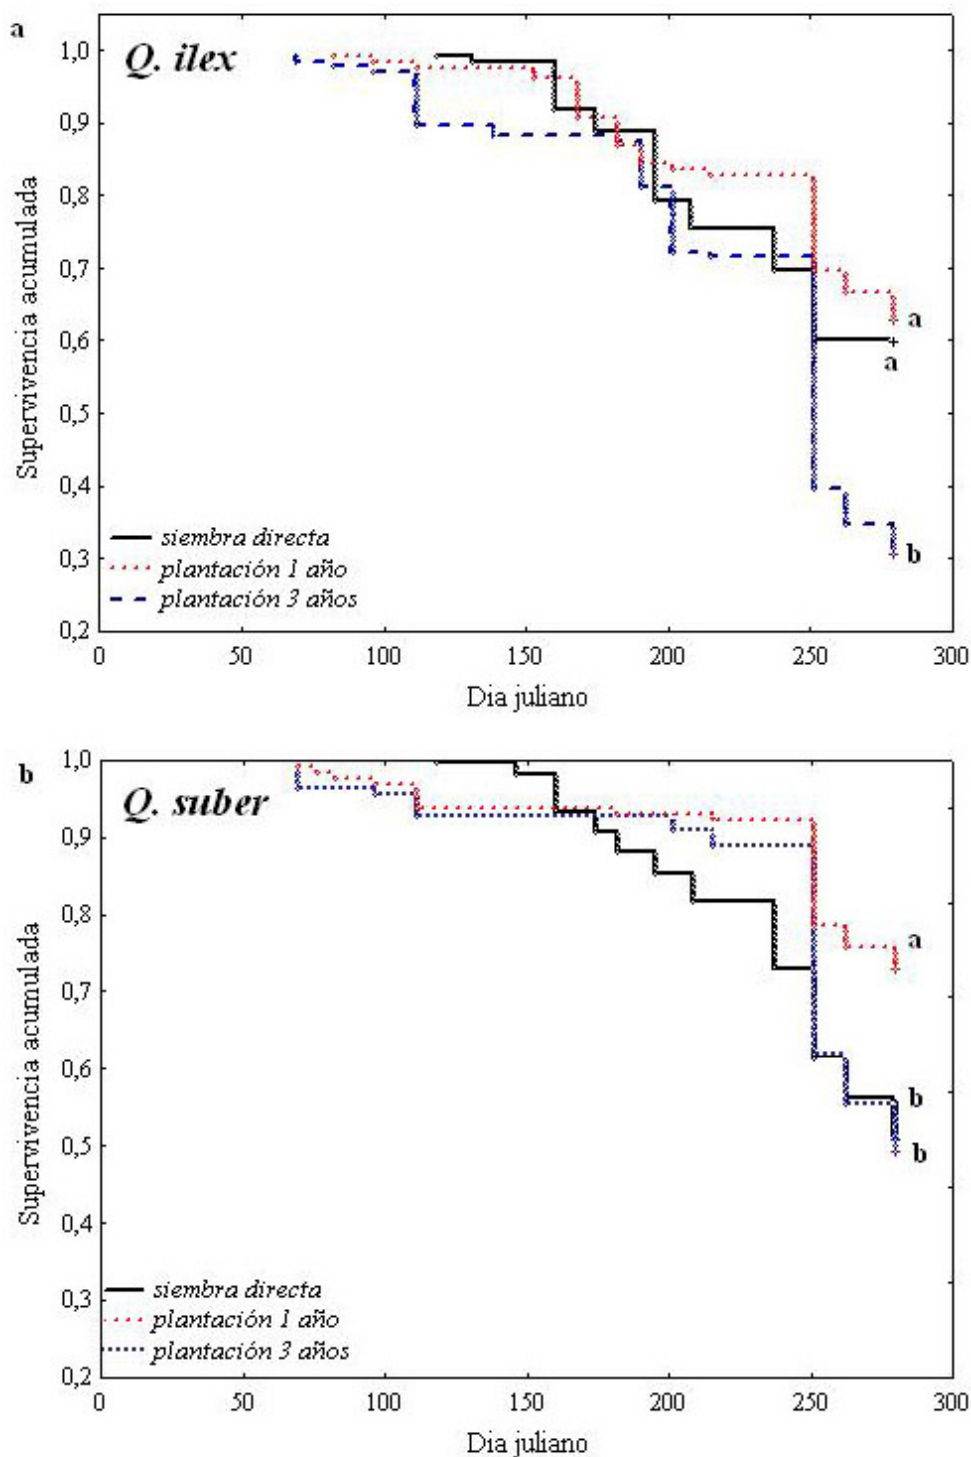 a
Q. ilex
1,0
0,9
0,8
0,7
0,6
0,5
0,4
0,3
0,2
Supervivencia acumulada
a
a
b
siembra directa
plantación 1 año
plantación 3 años
0 50 100 150 200 250 300
Dia juliano
b
Q. suber
1,0
0,9
0,8
0,7
0,6
0,5
0,4
0,3
0,2
Supervivencia acumulada
a
b
b
siembra directa
plantación 1 año
plantación 3 años
0 50 100 150 200 250 300
Dia juliano